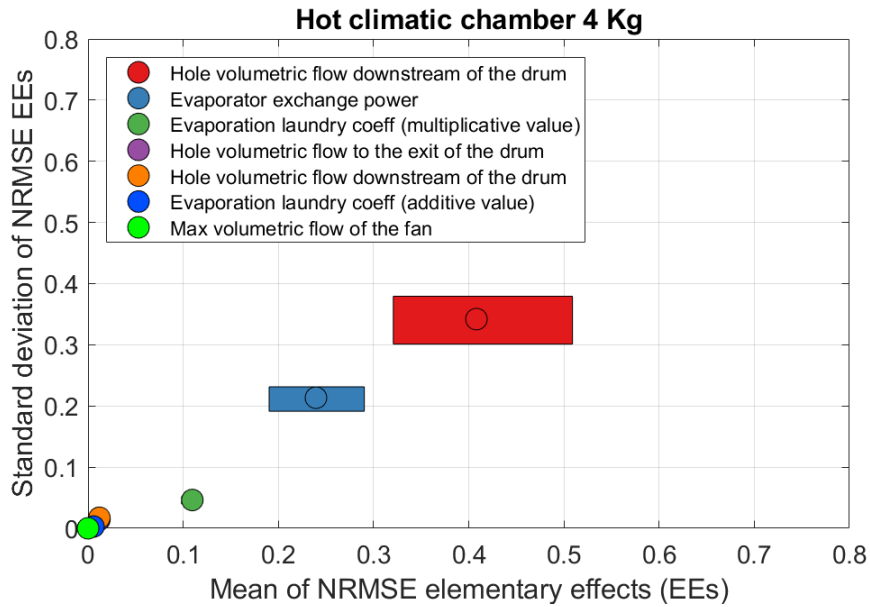 Hot climatic chamber 4 Kg
0.8
0.7
0.6
0.5
0.4
0.3
0.2
0.1
0
Standard deviation of NRMSE EEs
Hole volumetric flow downstream of the drum
Evaporator exchange power
Evaporation laundry coeff (multiplicative value)
Hole volumetric flow to the exit of the drum
Hole volumetric flow downstream of the drum
Evaporation laundry coeff (additive value)
Max volumetric flow of the fan
0 0.1 0.2 0.3 0.4 0.5 0.6 0.7 0.8
Mean of NRMSE elementary effects (EEs)